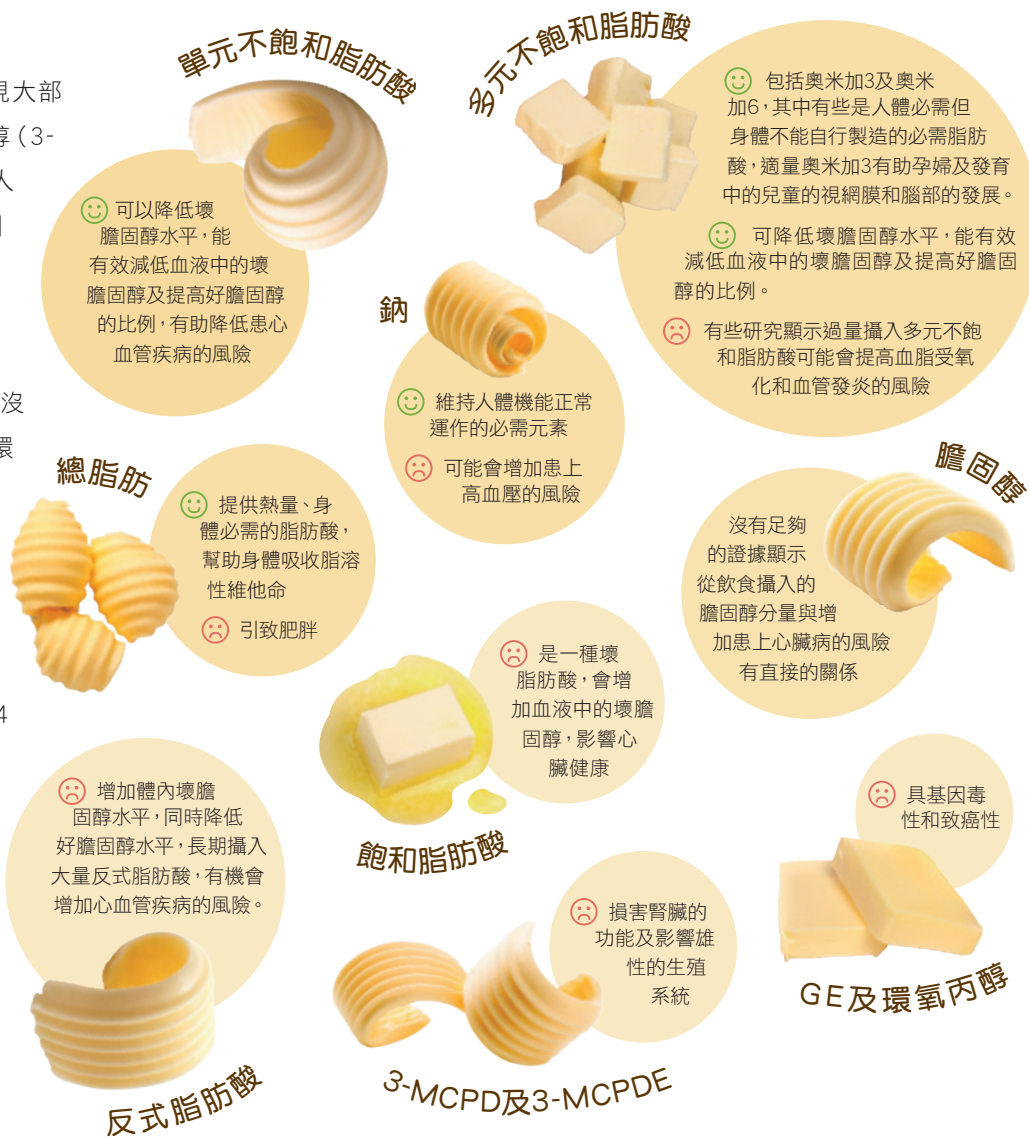 現大部
醇（3-
人
沒
環
4
單元不飽和脂肪酸
可以降低壞
膽固醇水平，能
有效減低血液中的壞
膽固醇及提高好膽固醇
的比例，有助降低患心
血管疾病的風險
多元不飽和脂肪酸
包括奧米加3及奧米
加6，其中有些是人體必需但
身體不能自行製造的必需脂肪
酸，適量奧米加3有助孕婦及發育
中的兒童的視網膜和腦部的發展。
可降低壞膽固醇水平，能有效
減低血液中的壞膽固醇及提高好膽固
醇的比例。
有些研究顯示過量攝入多元不飽
和脂肪酸可能會提高血脂受氧
化和血管發炎的風險
鈉
維持人體機能正常
運作的必需元素
可能會增加患上
高血壓的風險
總脂肪
提供熱量、身
體必需的脂肪酸，
幫助身體吸收脂溶
性維他命
引致肥胖
膽固醇
沒有足夠
的證據顯示
從飲食攝入的
膽固醇分量與增
加患上心臟病的風險
有直接的關係
是一種壞
脂肪酸，會增
加血液中的壞膽
固醇，影響心
臟健康
飽和脂肪酸
增加體內壞膽
固醇水平，同時降低
好膽固醇水平，長期攝入
大量反式脂肪酸，有機會
增加心血管疾病的風險。
反式脂肪酸
損害腎臟的
功能及影響雄
性的生殖
系統
3-MCPD及3-MCPDE
具基因毒
性和致癌性
GE及環氧丙醇